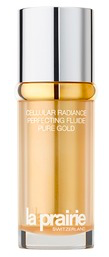 CELLULAR RADIANCE
PERFECTING FLUIDE
PURE GOLD
la prairie
SWITZERLAND